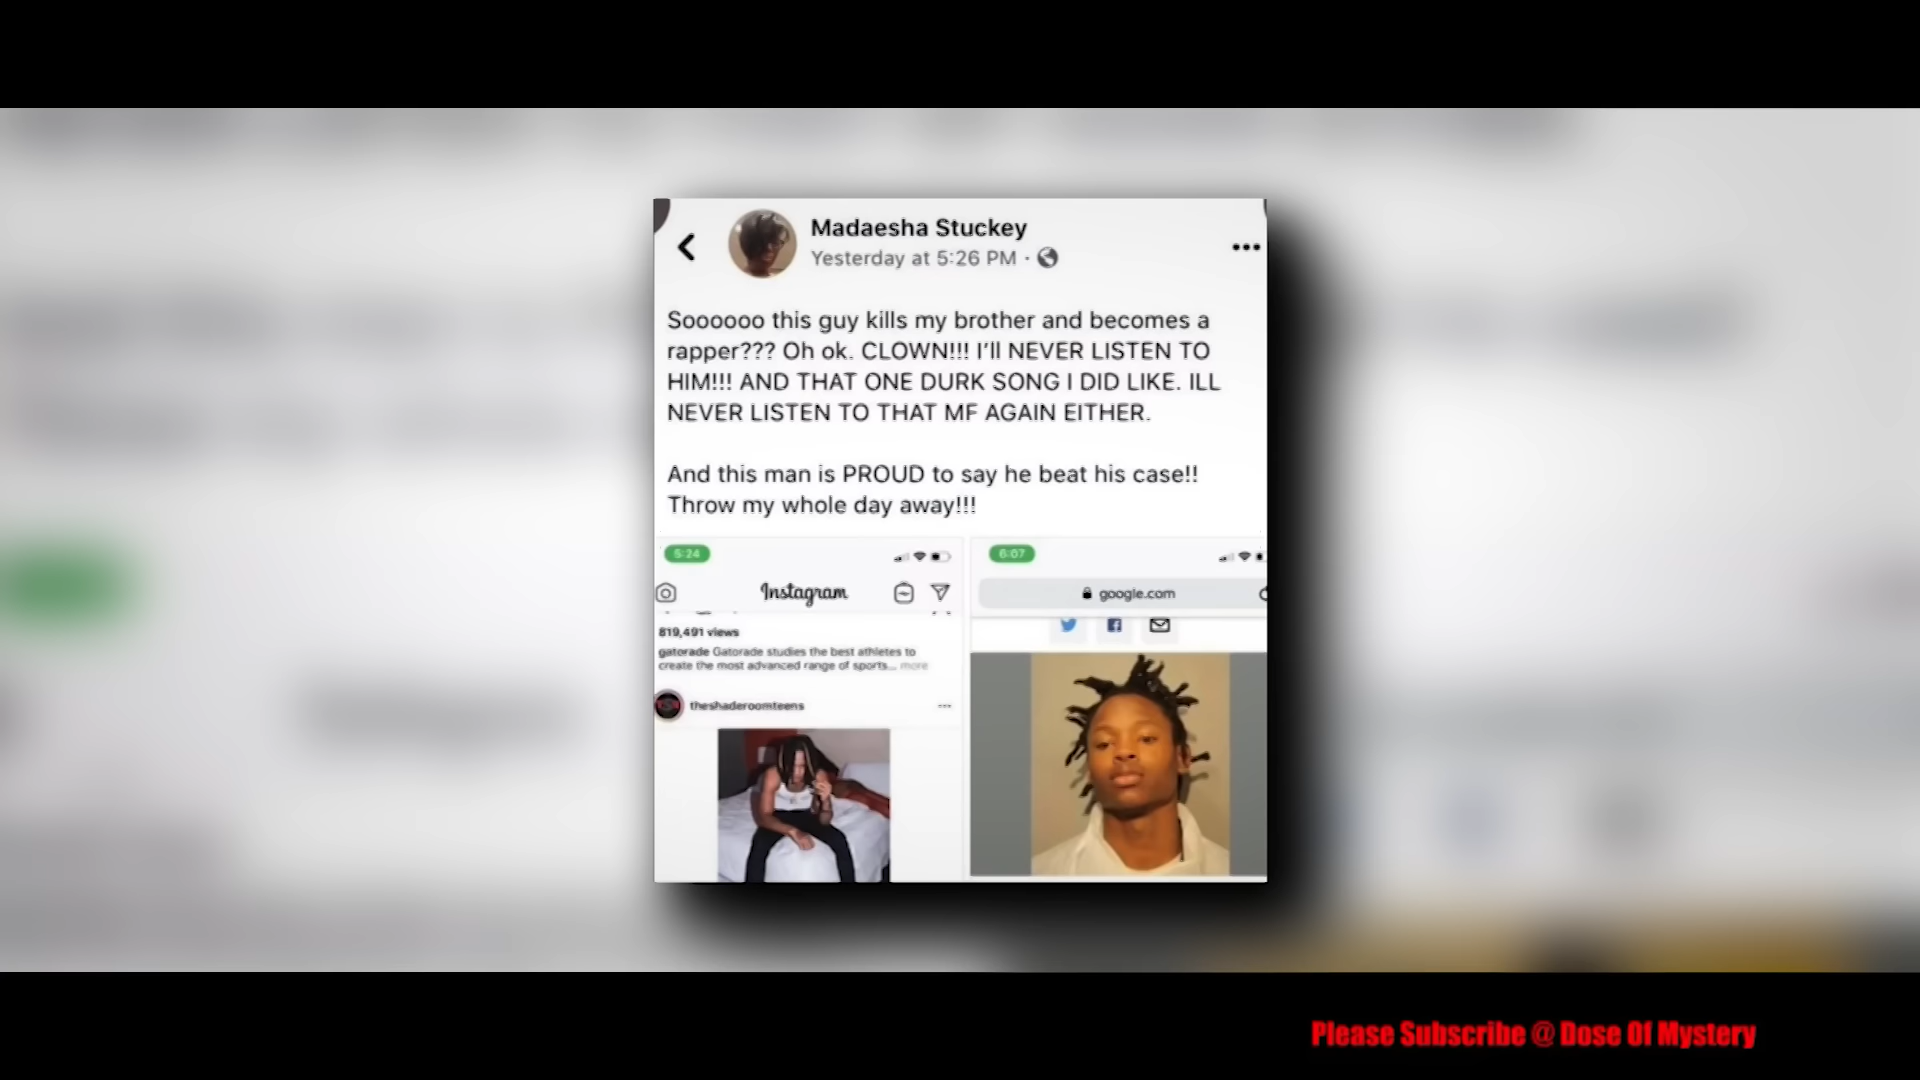 Madaesha Stuckey
Yesterday at 5:26 PM ·
Soooooo this guy kills my brother and becomes a
rapper??? Oh ok. CLOWN!!! I'll NEVER LISTEN TO
HIM!!! AND THAT ONE DURK SONG I DID LIKE. ILL
NEVER LISTEN TO THAT MF AGAIN EITHER.
And this man is PROUD to say he beat his case!!
Throw my whole day away!!!
5:24
Instagram
819,491 views
gatorade Gatorade studies the best athletes to
create the most advanced range of sports... more
theshaderoomteens
6:07
google.com
Please Subscribe @ Dose Of Mystery